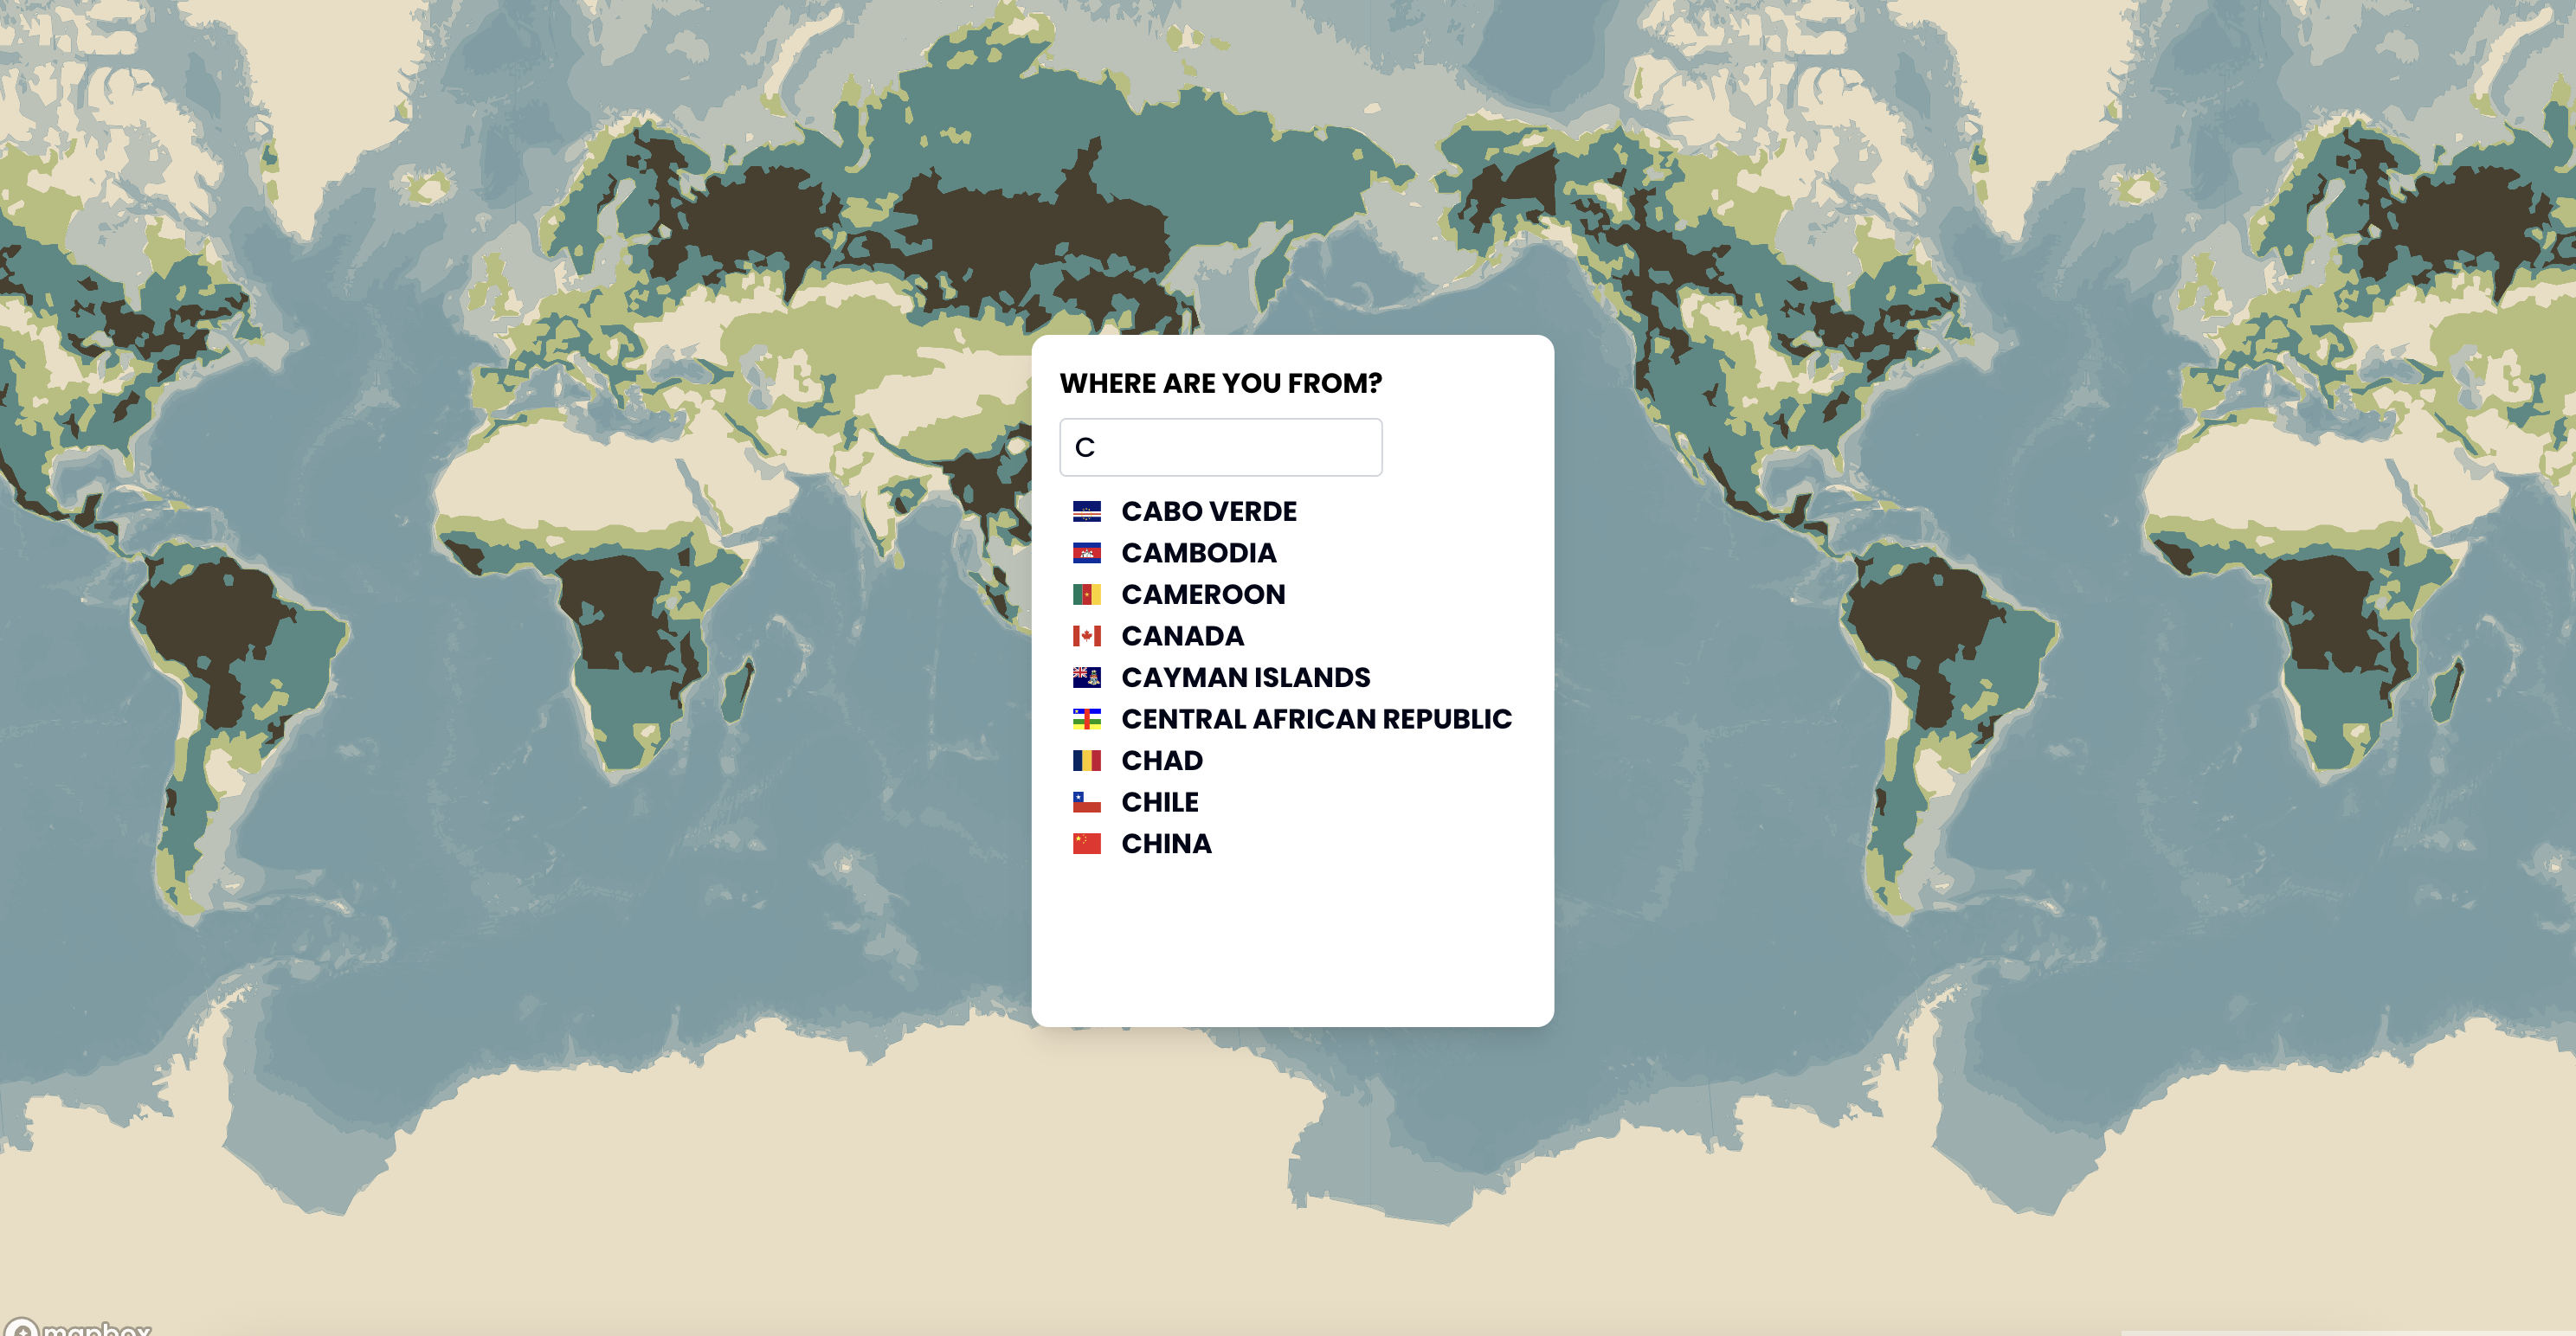 WHERE ARE YOU FROM?
C
CABO VERDE
CAMBODIA
CAMEROON
CANADA
CAYMAN ISLANDS
CENTRAL AFRICAN REPUBLIC
CHAD
CHILE
CHINA
mapbox